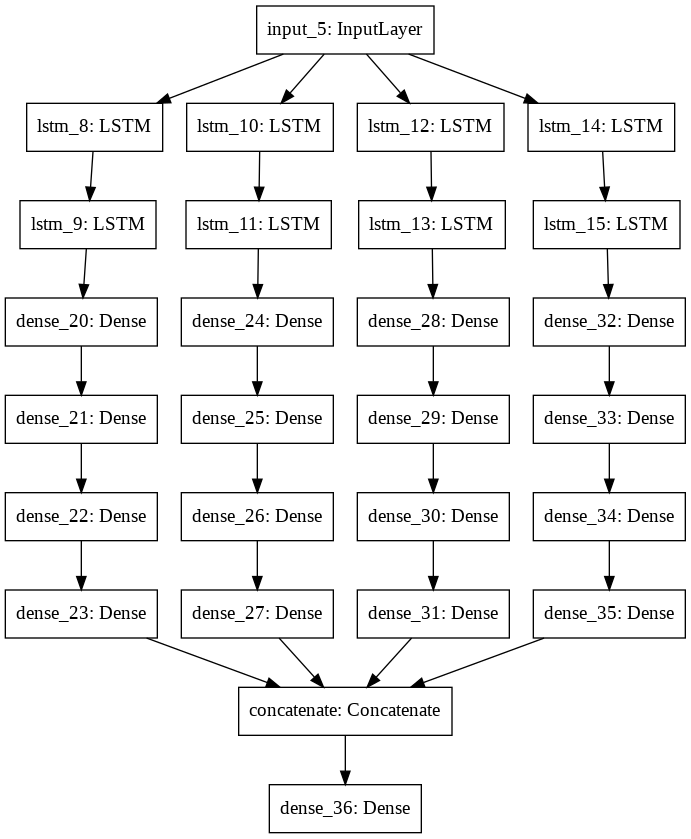 input_5: InputLayer
lstm_8: LSTM
lstm_10: LSTM
lstm_12: LSTM
lstm_14: LSTM
lstm_9: LSTM
lstm_11: LSTM
lstm_13: LSTM
lstm_15: LSTM
dense_20: Dense
dense_24: Dense
dense_28: Dense
dense_32: Dense
dense_21: Dense
dense_25: Dense
dense_29: Dense
dense_33: Dense
dense_22: Dense
dense_26: Dense
dense_30: Dense
dense_34: Dense
dense_23: Dense
dense_27: Dense
dense_31: Dense
dense_35: Dense
concatenate: Concatenate
dense_36: Dense